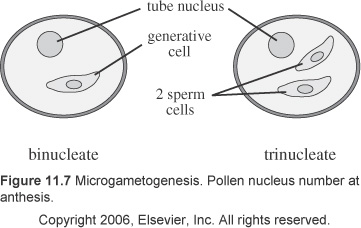 tube nucleus
generative
cell
2 sperm
cells
binucleate
trinucleate
Figure 11.7 Microgametogenesis. Pollen nucleus number at
anthesis.
Copyright 2006, Elsevier, Inc. All rights reserved.